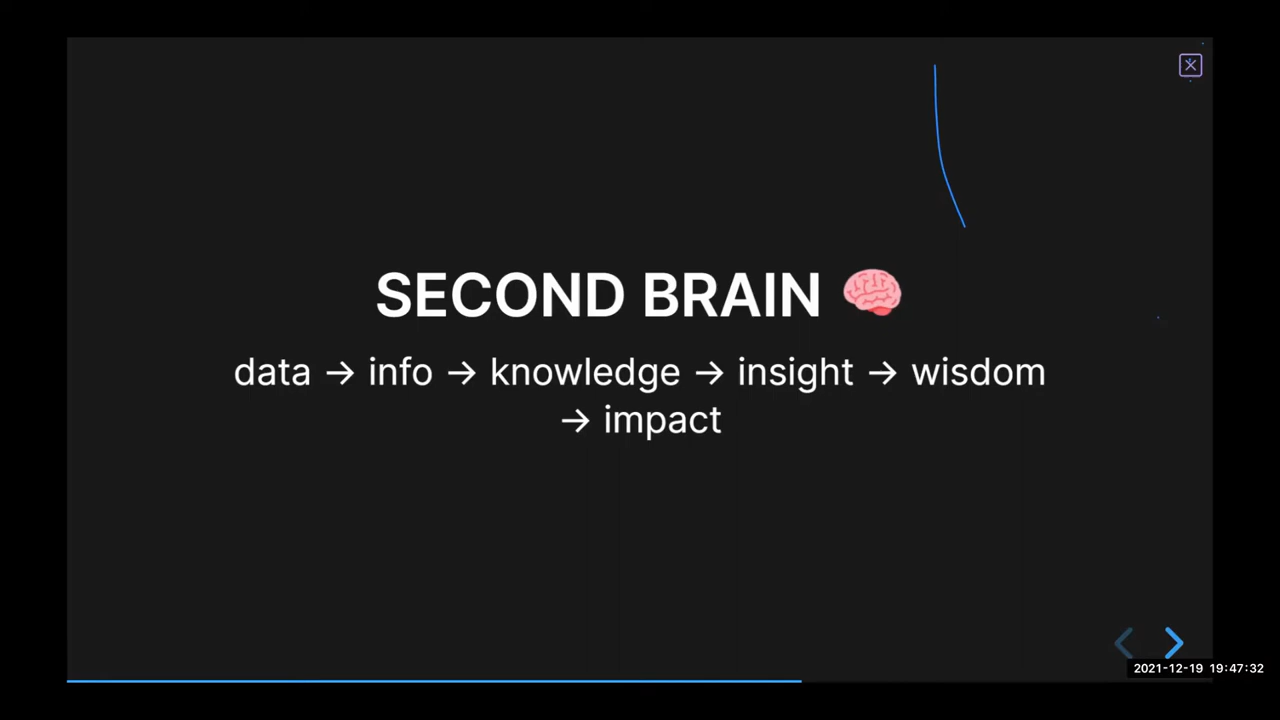 SECOND BRAIN 🧠
data → info → knowledge → insight → wisdom
→ impact
2021-12-19 19:47:32